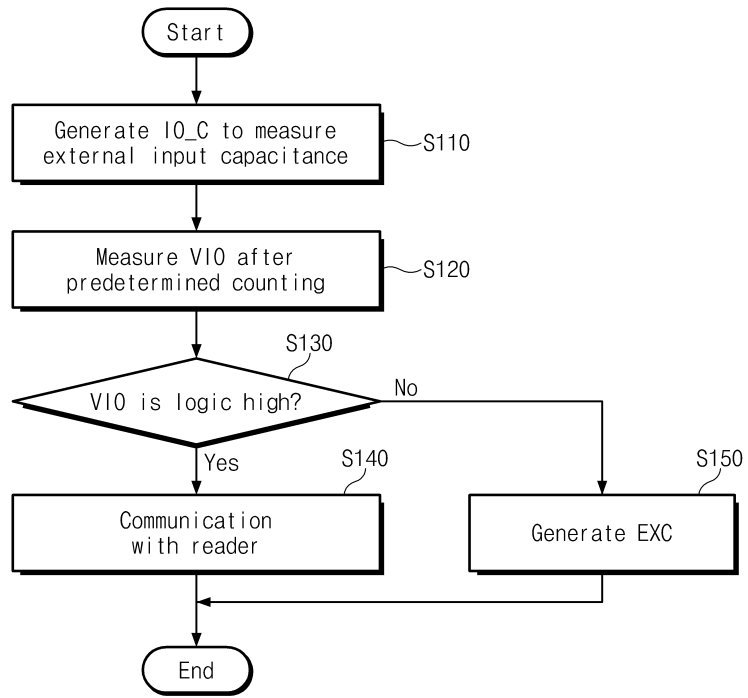 Start
Generate IO_C to measure
external input capacitance
S110
Measure VIO after
predetermined counting
S120
S130
VIO is logic high?
No
Yes
S140
Communication
with reader
S150
Generate EXC
End